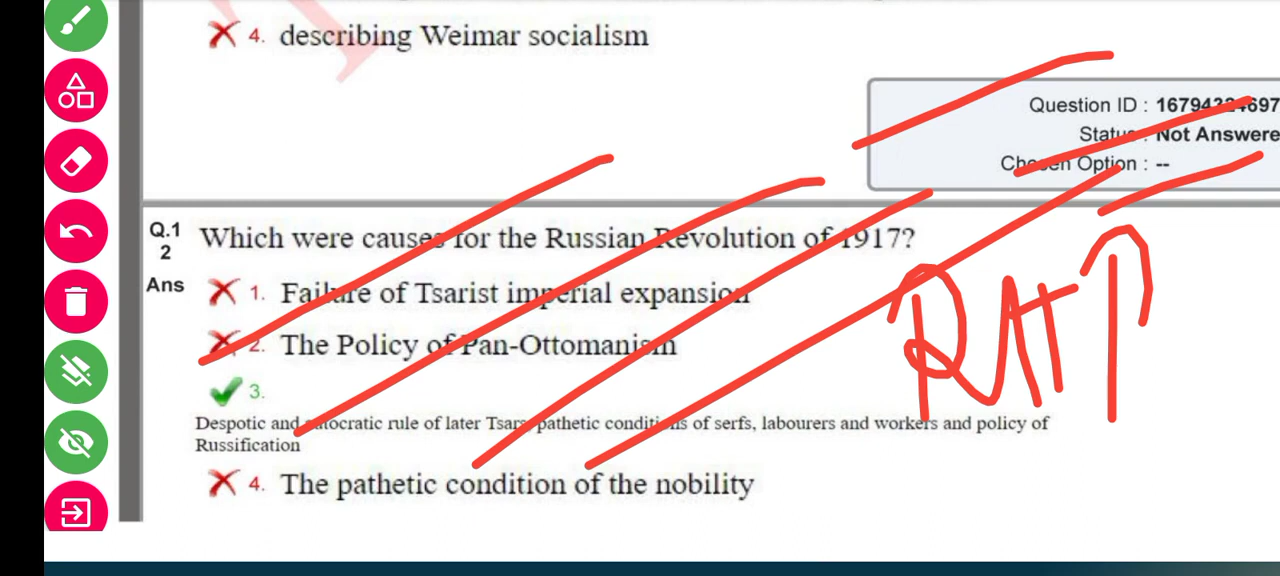 4. describing Weimar socialism
Question ID : 
Status : Not Answere
Chosen Option : --
Q.1
2
Which were causes for the Russian Revolution of 1917?
Ans
1. Failure of Tsarist imperial expansion
2. The Policy of Pan-Ottomanism
3.
Despotic and autocratic rule of later Tsars pathetic conditions of serfs, labourers and workers and policy of
Russification
4. The pathetic condition of the nobility